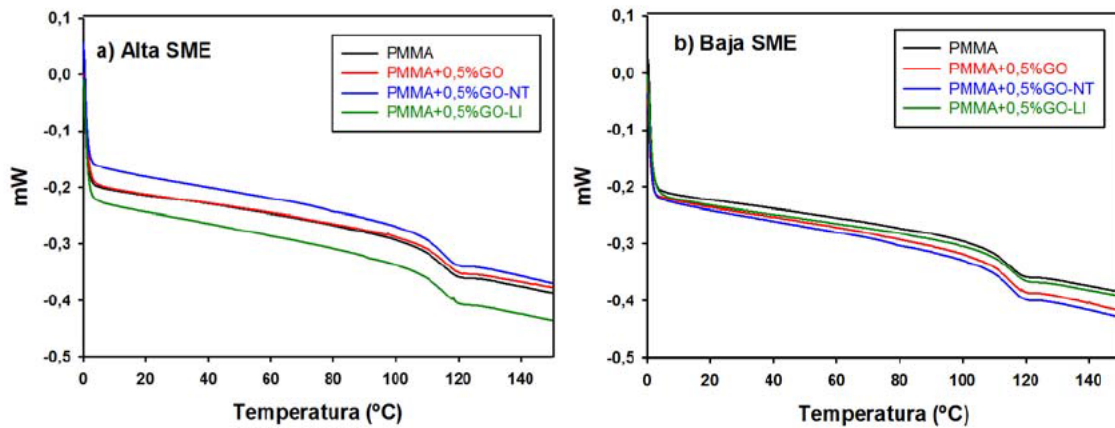 a) Alta SME
PMMA
PMMA+0,5%GO
PMMA+0,5%GO-NT
PMMA+0,5%GO-LI
0,1
0,0
-0,1
-0,2
-0,3
-0,4
-0,5
mW
0 20 40 60 80 100 120 140
Temperatura (ºC)
b) Baja SME
PMMA
PMMA+0,5%GO
PMMA+0,5%GO-NT
PMMA+0,5%GO-LI
0,1
0,0
-0,1
-0,2
-0,3
-0,4
-0,5
mW
0 20 40 60 80 100 120 140
Temperatura (ºC)